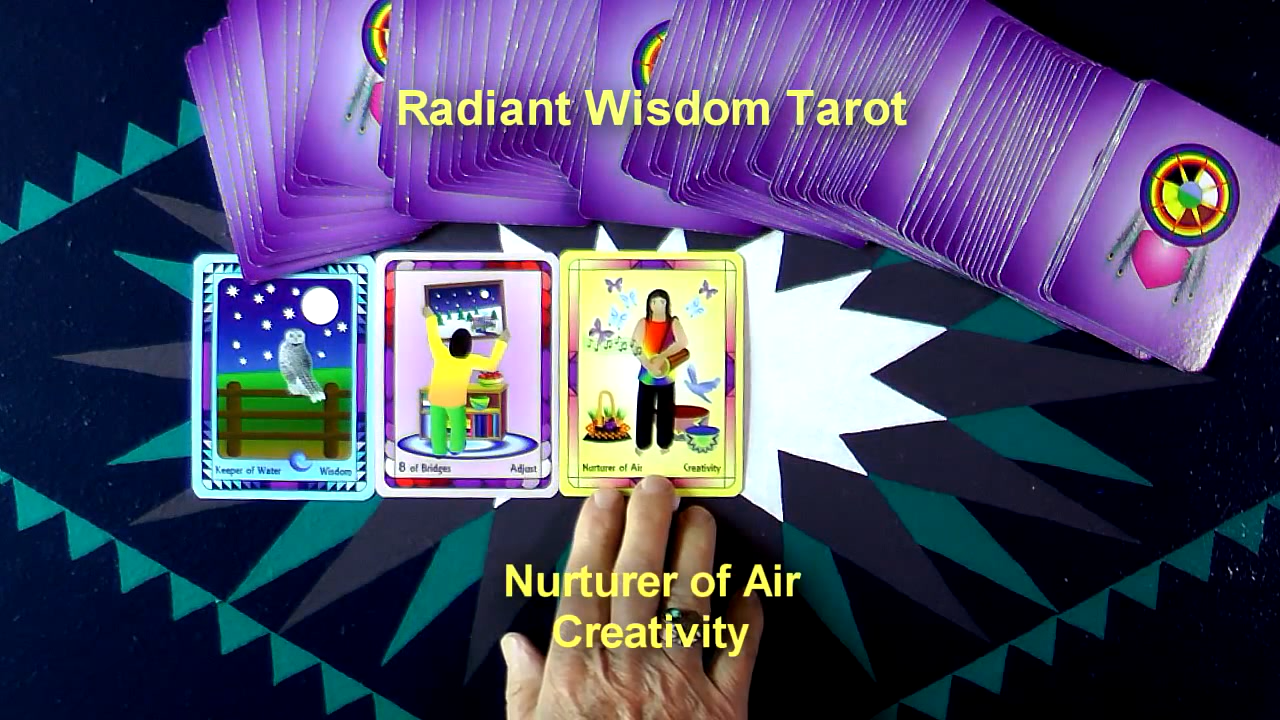 Radiant Wisdom Tarot
Keeper of Water Wisdom
8 of Bridges Adjust
Nurturer of Air Creativity
Nurturer of Air
Creativity